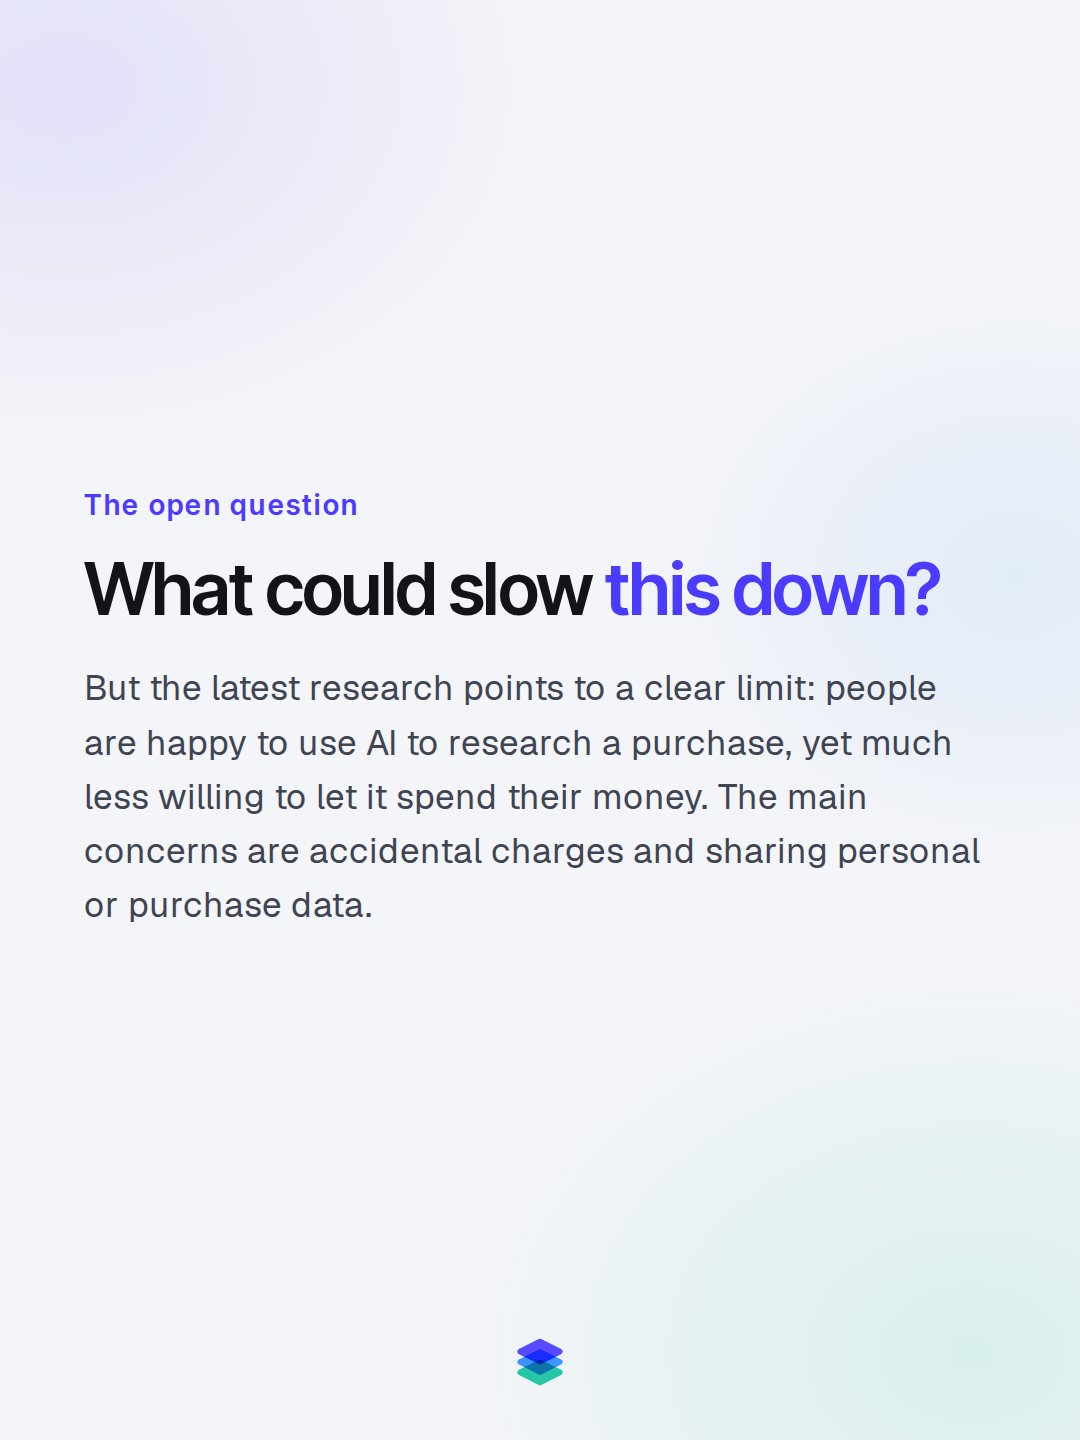 The open question
What could slow this down?
But the latest research points to a clear limit: people
are happy to use AI to research a purchase, yet much
less willing to let it spend their money. The main
concerns are accidental charges and sharing personal
or purchase data.